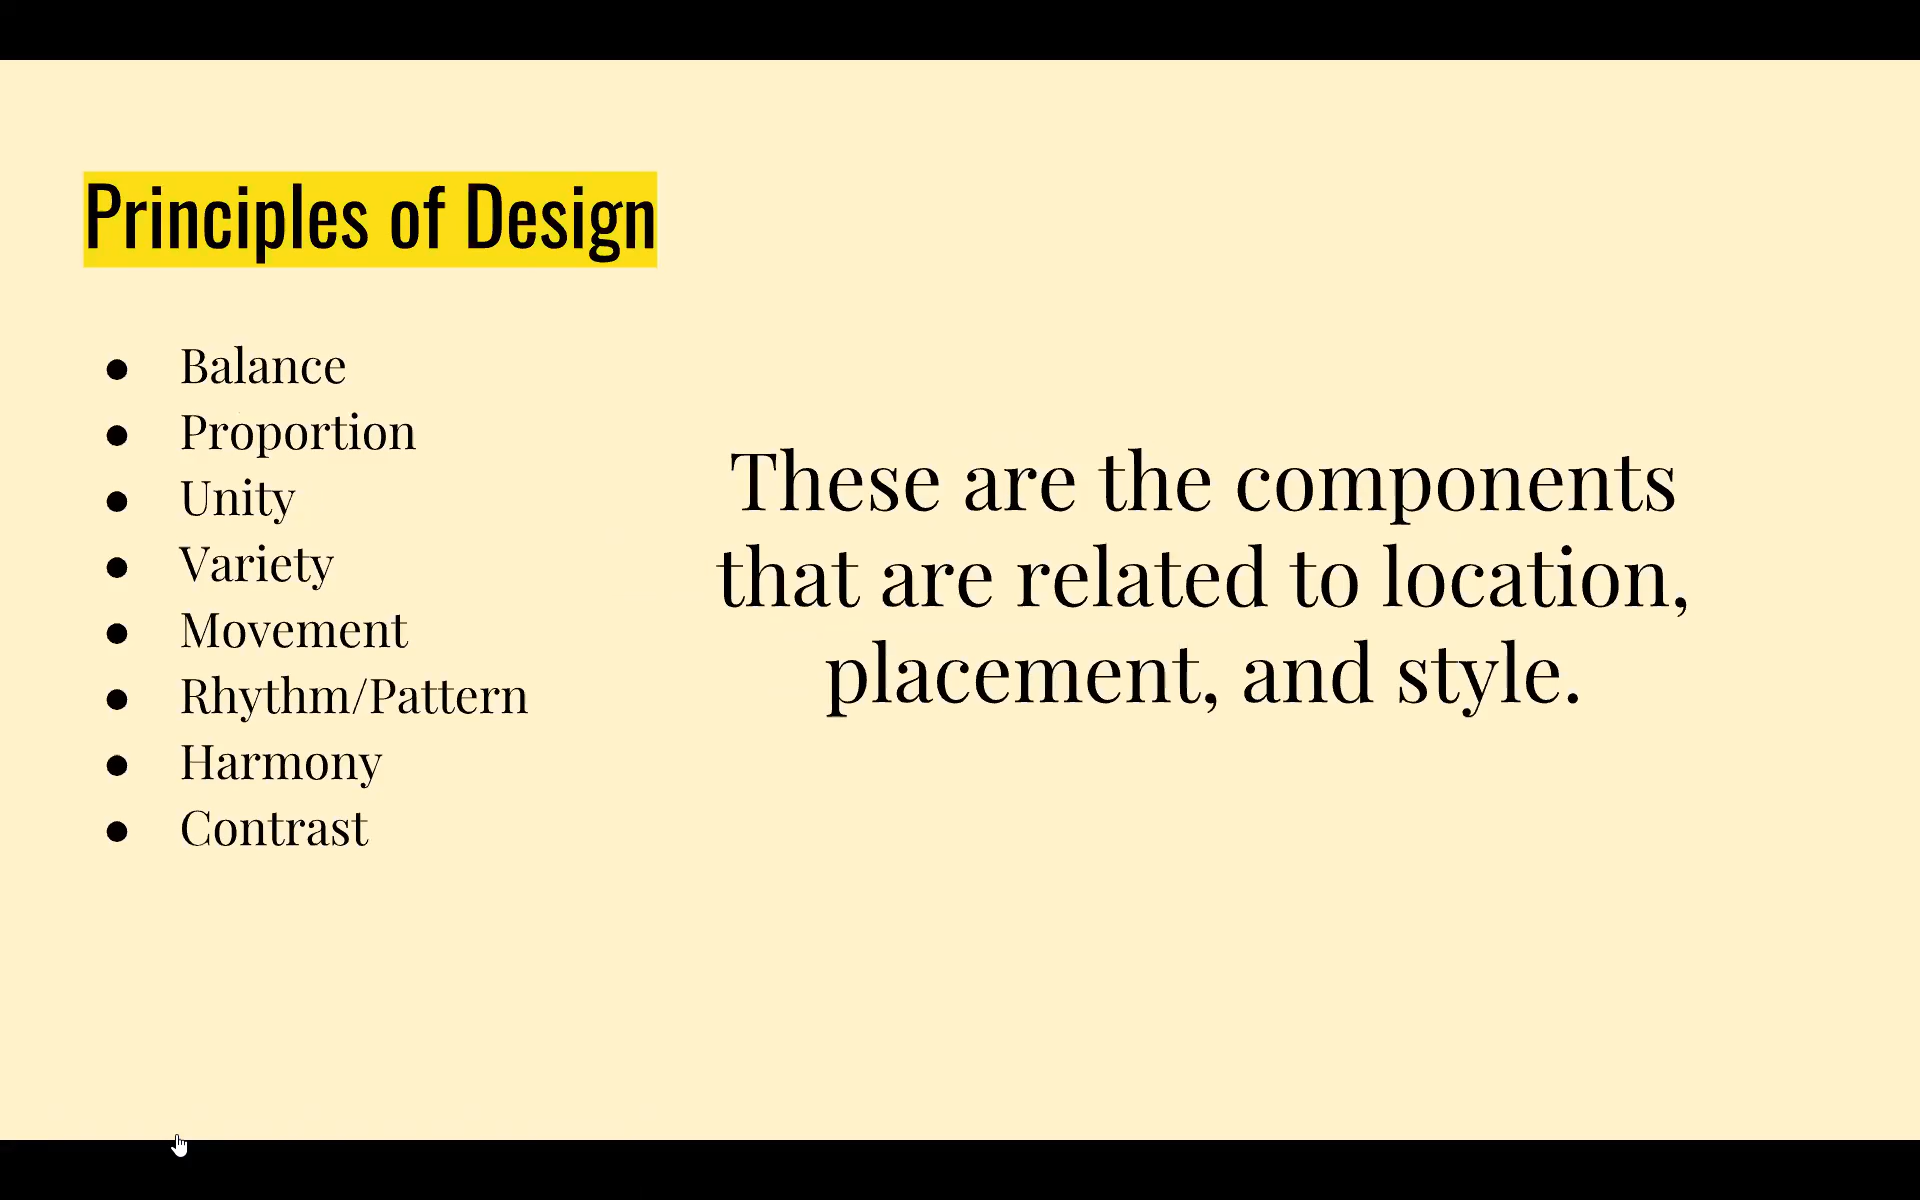 Principles of Design
● Balance
● Proportion
● Unity
● Variety
● Movement
● Rhythm/Pattern
● Harmony
● Contrast
These are the components
that are related to location,
placement, and style.